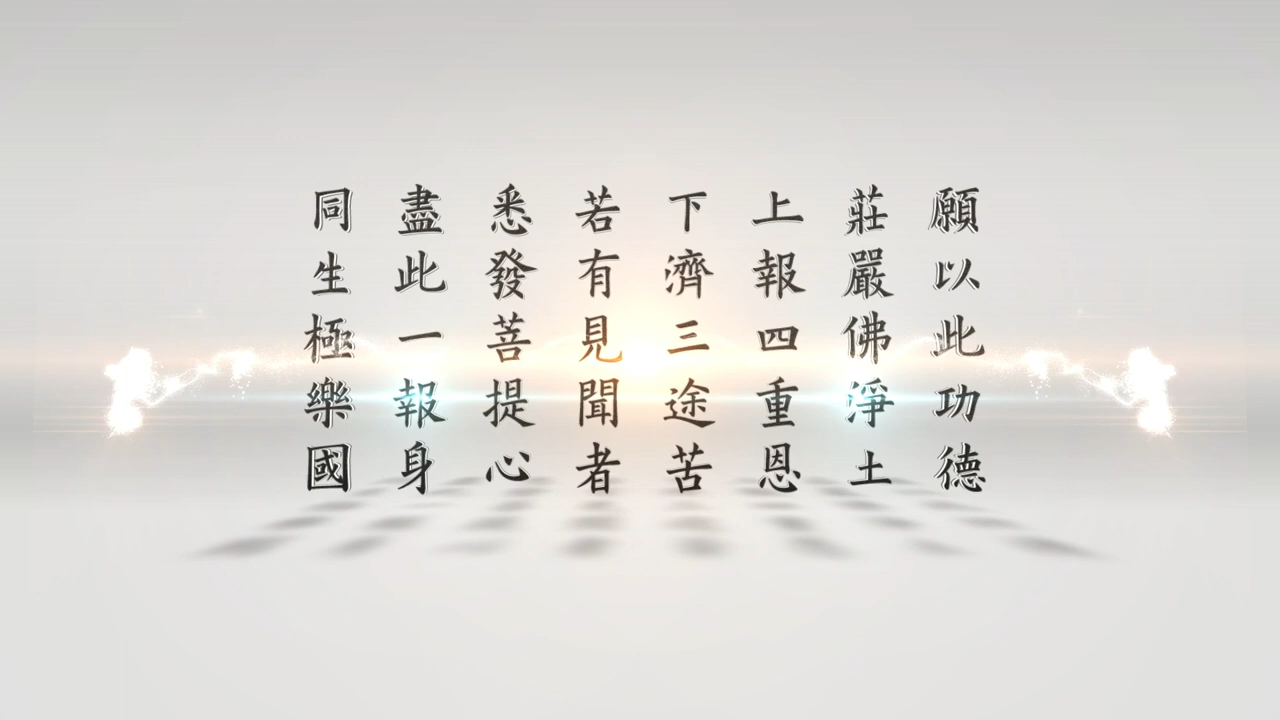 願以此功德
莊嚴佛淨土
上報四重恩
下濟三途苦
若有見聞者
悉發菩提心
盡此一報身
同生極樂國